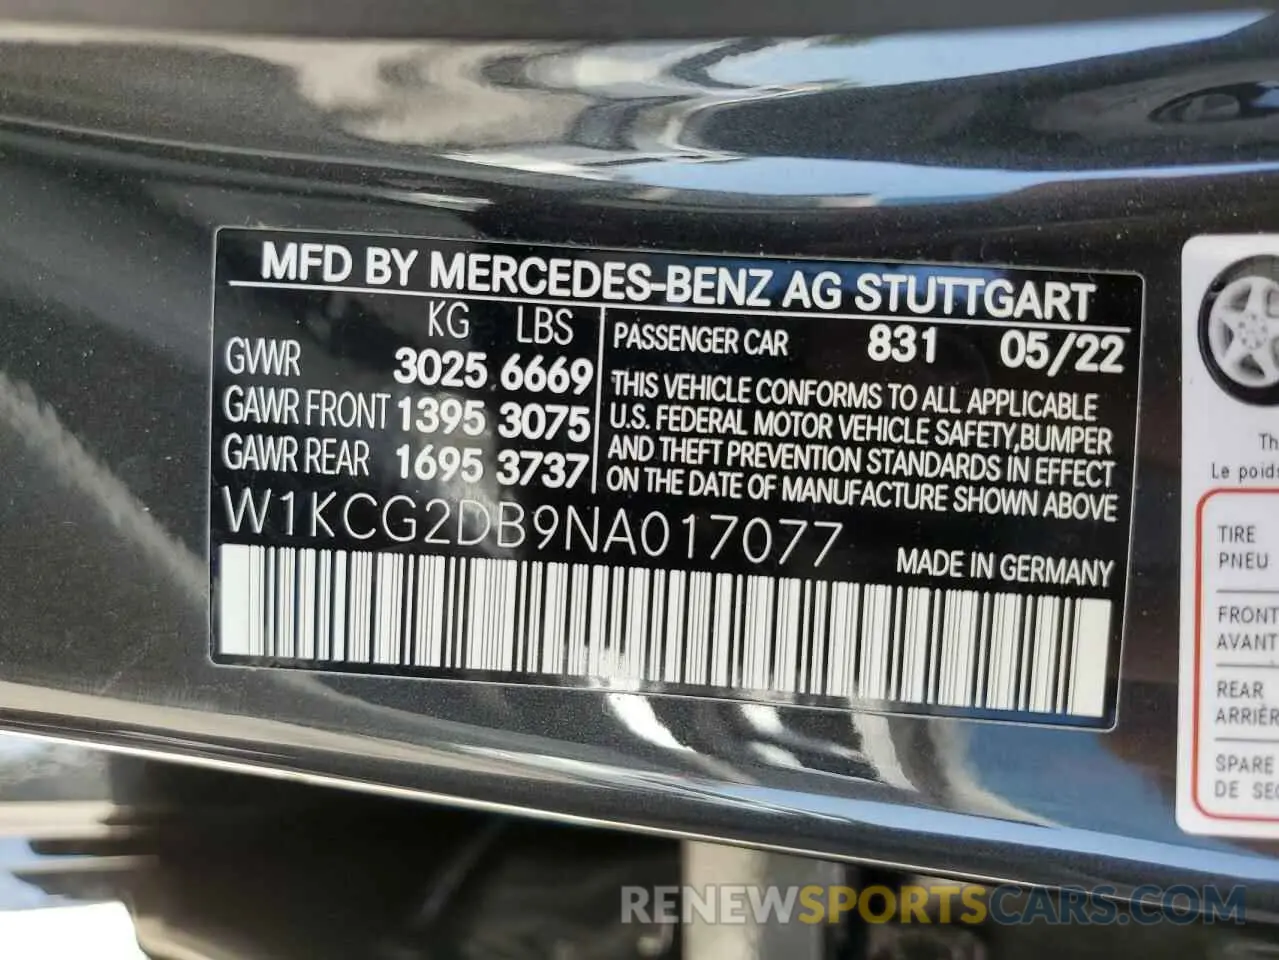 MFD BY MERCEDES-BENZ AG STUTTGART
KG LBS
GVWR 3025 6669
GAWR FRONT 1395 3075
GAWR REAR 1695 3737
PASSENGER CAR 831 05/22
THIS VEHICLE CONFORMS TO ALL APPLICABLE
U.S. FEDERAL MOTOR VEHICLE SAFETY,BUMPER
AND THEFT PREVENTION STANDARDS IN EFFECT
ON THE DATE OF MANUFACTURE SHOWN ABOVE
W1KCG2DB9NA017077
MADE IN GERMANY
Le poids
TIRE
PNEU
FRONT
AVANT
REAR
SPARE
DE
RENEWSPORTSCARS.COM